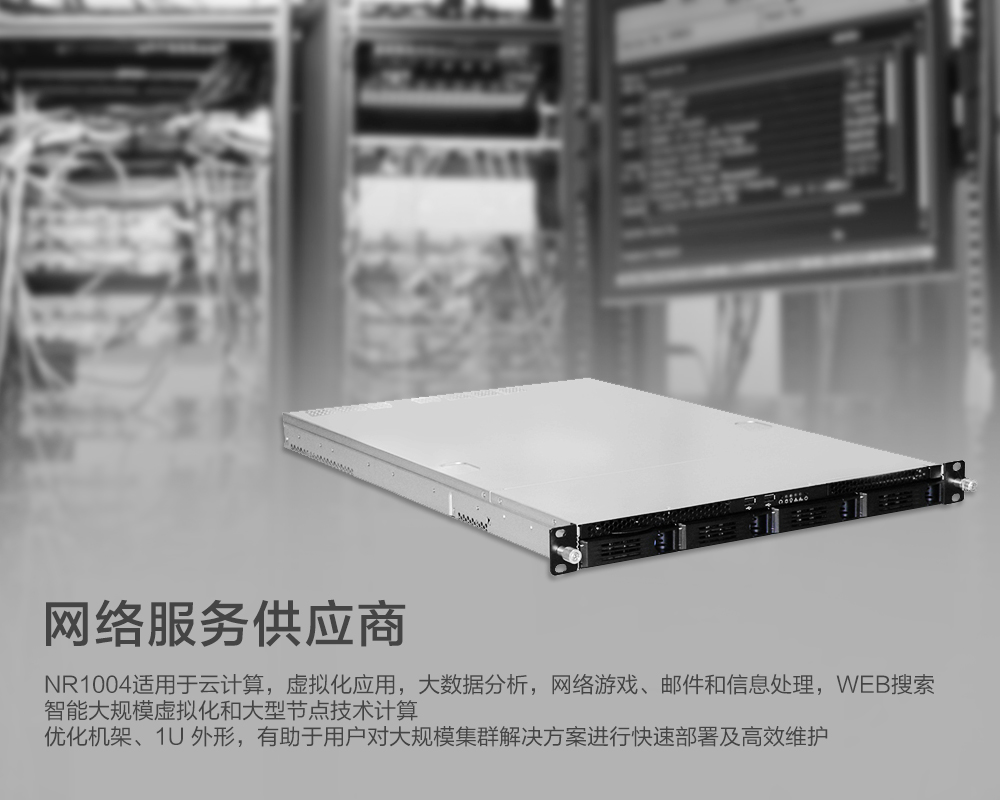 网络服务供应商
NR1004适用于云计算，虚拟化应用，大数据分析，网络游戏、邮件和信息处理，WEB搜索
智能大规模虚拟化和大型节点技术计算
优化机架、1U 外形，有助于用户对大规模集群解决方案进行快速部署及高效维护